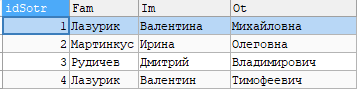 idSotr Fam Im Ot
1 Лазурик Валентина Михайловна
2 Мартинкус Ирина Олеговна
3 Рудичев Дмитрий Владимирович
4 Лазурик Валентин Тимофеевич